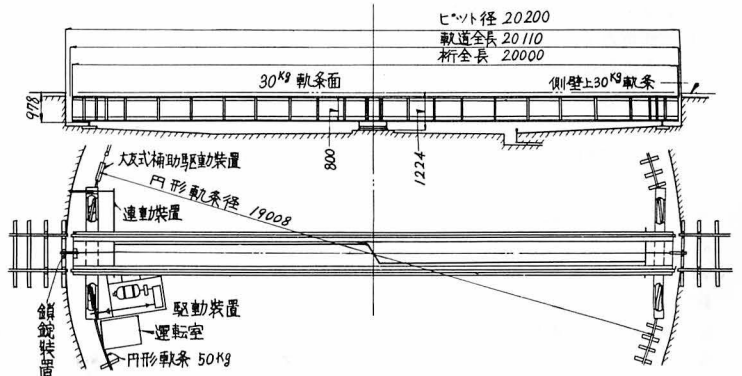 ピット径 20200
軌道全長 20110
桁全長 20000
30Kg 軌条面
側壁上30Kg軌条
978
800
1224
大友式補助駆動装置
円形軌条径 19008
連動装置
駆動装置
運転室
鎖錠装置
円形軌条 50Kg